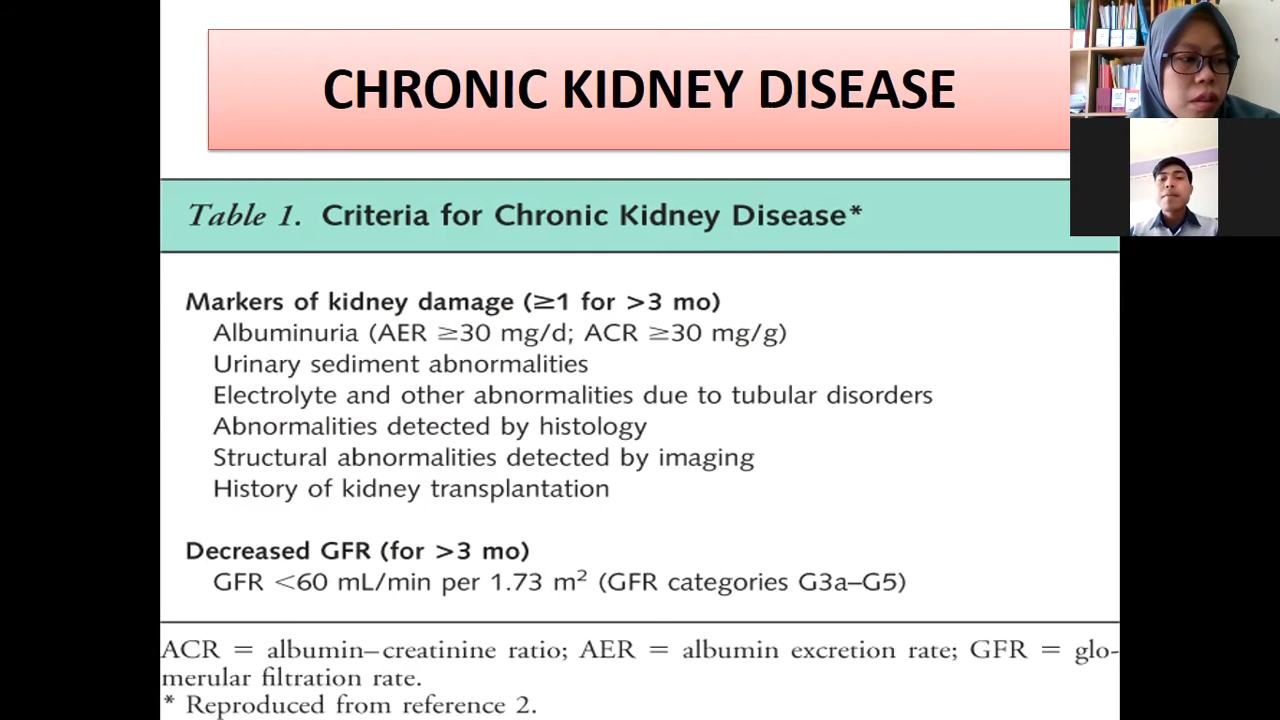 CHRONIC KIDNEY DISEASE
Table 1. Criteria for Chronic Kidney Disease*
Markers of kidney damage (≥1 for >3 mo)
Albuminuria (AER ≥30 mg/d; ACR ≥30 mg/g)
Urinary sediment abnormalities
Electrolyte and other abnormalities due to tubular disorders
Abnormalities detected by histology
Structural abnormalities detected by imaging
History of kidney transplantation
Decreased GFR (for >3 mo)
GFR <60 mL/min per 1.73 m² (GFR categories G3a–G5)
ACR = albumin–creatinine ratio; AER = albumin excretion rate; GFR = glo-
merular filtration rate.
* Reproduced from reference 2.